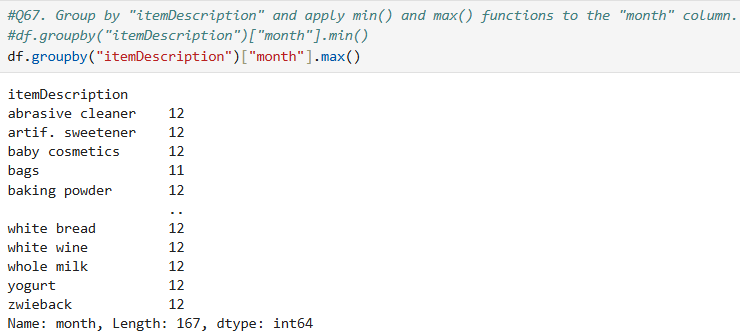 #Q67. Group by "itemDescription" and apply min() and max() functions to the "month" column.
#df.groupby("itemDescription")["month"].min()
df.groupby("itemDescription")["month"].max()
itemDescription
abrasive cleaner    12
artif. sweetener    12
baby cosmetics      12
bags                11
baking powder       12
                    ..
white bread         12
white wine          12
whole milk          12
yogurt              12
zwieback            12
Name: month, Length: 167, dtype: int64